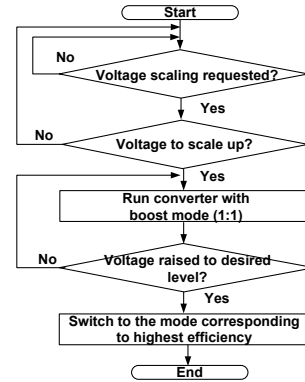 Start
No
Voltage scaling requested?
Yes
No
Voltage to scale up?
Yes
Run converter with
boost mode (1:1)
Voltage raised to desired
No
level?
Yes
Switch to the mode corresponding
to highest efficiency
End